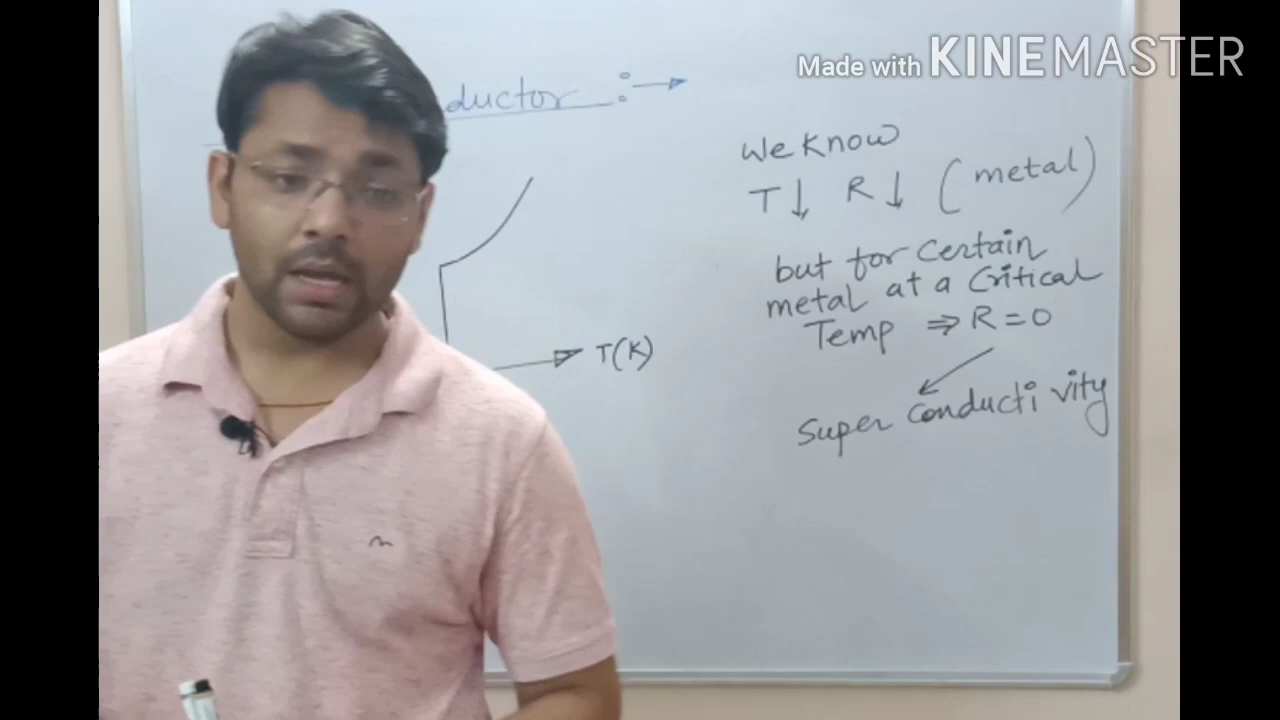 Made with KINEMASTER
ductor :→
We know
T↓ R↓ (metal)
but for certain
metal at a critical
Temp ⇒ R=0
Super conductivity
T(K)